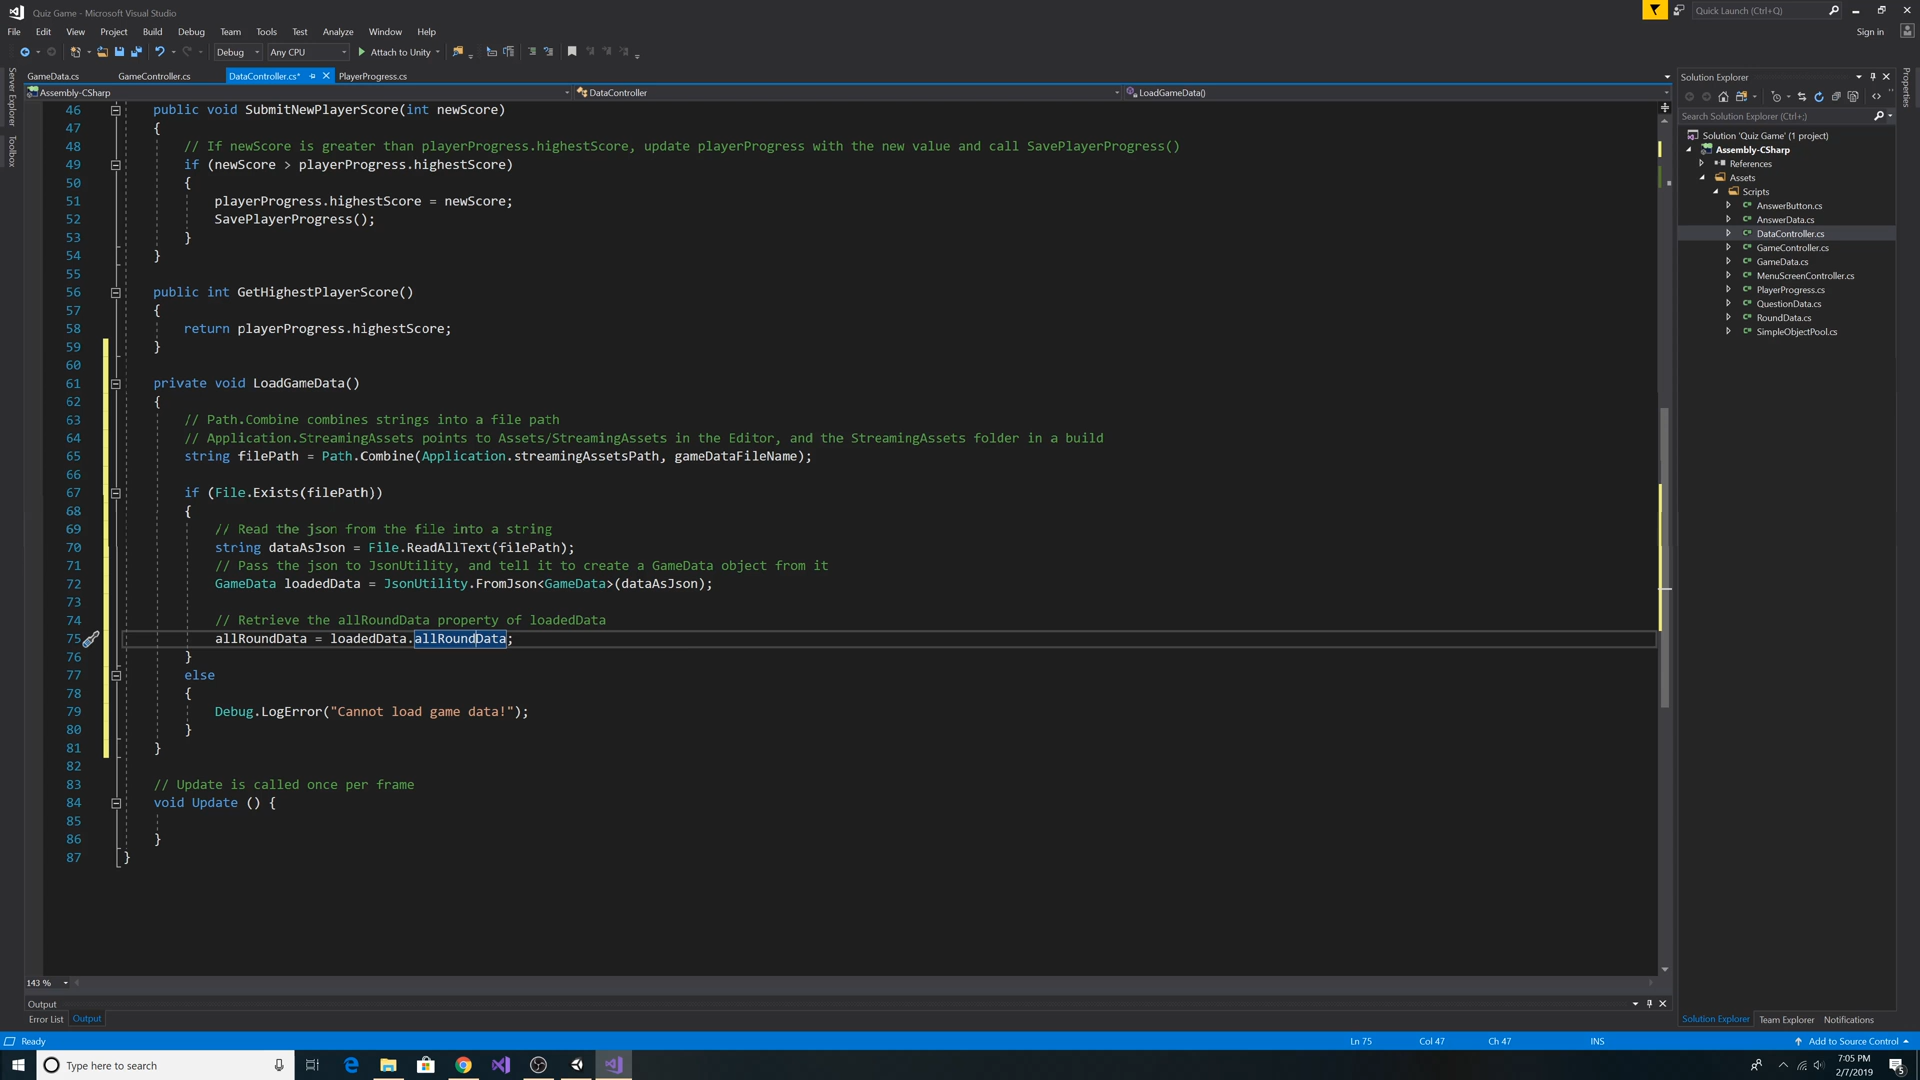 Quiz Game - Microsoft Visual Studio
Quick Launch (Ctrl+Q)
File Edit View Project Build Debug Team Tools Test Analyze Window Help
Sign in
Debug Any CPU Attach to Unity
GameData.cs GameController.cs DataController.cs* PlayerProgress.cs
Assembly-CSharp DataController LoadGameData()
Server Explorer
Toolbox
46 public void SubmitNewPlayerScore(int newScore)
47 {
48 // If newScore is greater than playerProgress.highestScore, update playerProgress with the new value and call SavePlayerProgress()
49 if (newScore > playerProgress.highestScore)
50 {
51 playerProgress.highestScore = newScore;
52 SavePlayerProgress();
53 }
54 }
55
56 public int GetHighestPlayerScore()
57 {
58 return playerProgress.highestScore;
59 }
60
61 private void LoadGameData()
62 {
63 // Path.Combine combines strings into a file path
64 // Application.StreamingAssets points to Assets/StreamingAssets in the Editor, and the StreamingAssets folder in a build
65 string filePath = Path.Combine(Application.streamingAssetsPath, gameDataFileName);
66
67 if (File.Exists(filePath))
68 {
69 // Read the json from the file into a string
70 string dataAsJson = File.ReadAllText(filePath);
71 // Pass the json to JsonUtility, and tell it to create a GameData object from it
72 GameData loadedData = JsonUtility.FromJson<GameData>(dataAsJson);
73
74 // Retrieve the allRoundData property of loadedData
75 allRoundData = loadedData.allRoundData;
76 }
77 else
78 {
79 Debug.LogError("Cannot load game data!");
80 }
81 }
82
83 // Update is called once per frame
84 void Update () {
85
86 }
87 }
143 %
Output
Error List Output
Solution Explorer
Search Solution Explorer (Ctrl+;)
Solution 'Quiz Game' (1 project)
Assembly-CSharp
References
Assets
Scripts
AnswerButton.cs
AnswerData.cs
DataController.cs
GameController.cs
GameData.cs
MenuScreenController.cs
PlayerProgress.cs
QuestionData.cs
RoundData.cs
SimpleObjectPool.cs
Properties
Solution Explorer Team Explorer Notifications
Ready Ln 75 Col 47 Ch 47 INS Add to Source Control
Type here to search
7:05 PM
2/7/2019
5